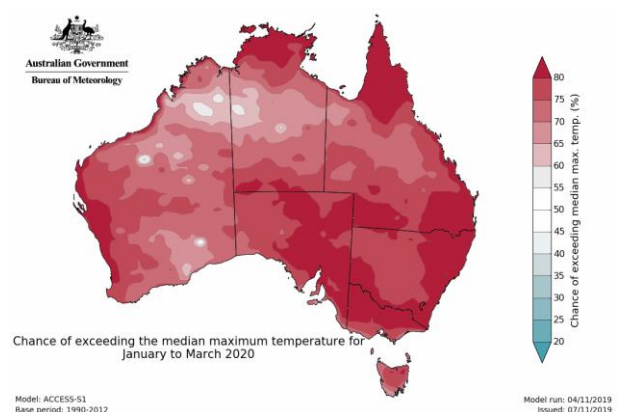 Australian Government
Bureau of Meteorology
80
75
70
65
60
55
50
45
40
35
30
25
20
Chance of exceeding median max. temp. (%)
Chance of exceeding the median maximum temperature for
January to March 2020
Model: ACCESS-S1
Base period: 1990-2012
Model run: 04/11/2019
Issued: 07/11/2019